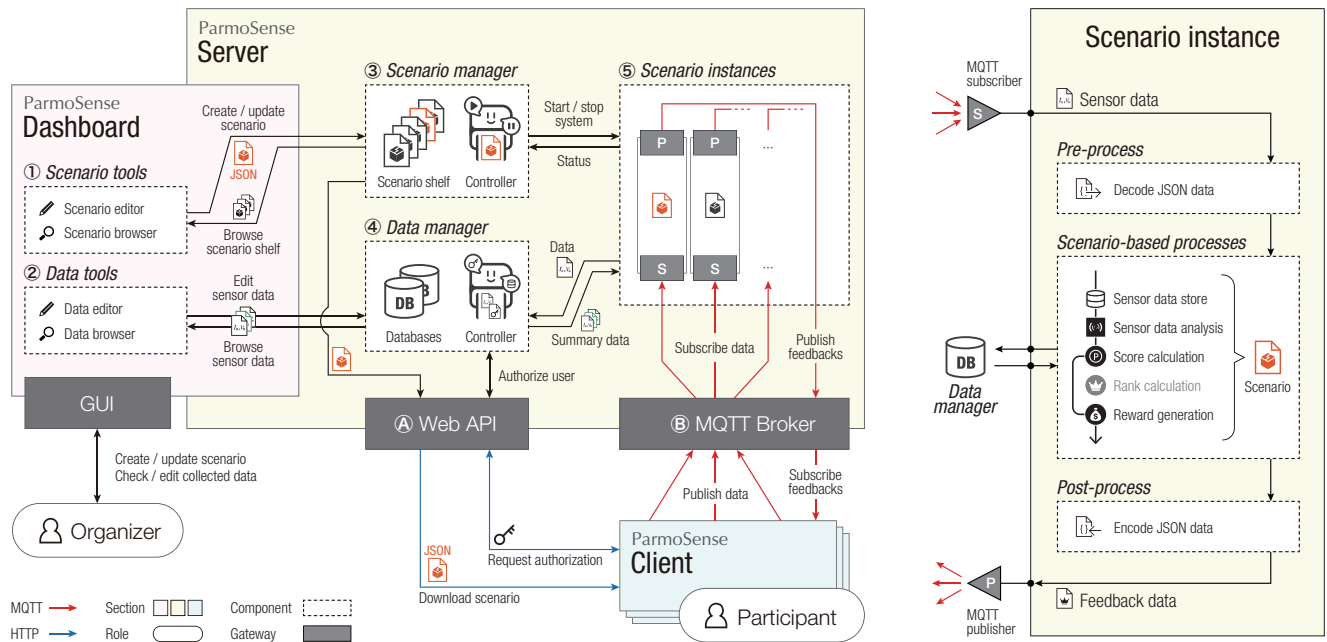 ParmoSense
Server
ParmoSense
Dashboard
① Scenario tools
Scenario editor
Scenario browser
② Data tools
Data editor
Data browser
GUI
Create / update scenario
Check / edit collected data
Organizer
Create / update
scenario
JSON
Browse
scenario shelf
Edit
sensor data
Browse
sensor data
③ Scenario manager
Scenario shelf
Controller
Start / stop
system
Status
④ Data manager
DB
DB
Databases
Controller
Data
Summary data
Authorize user
⑤ Scenario instances
P
P
...
S
S
...
Subscribe data
Publish
feedbacks
Ⓐ Web API
Ⓑ MQTT Broker
Publish data
Subscribe
feedbacks
Request authorization
JSON
Download scenario
ParmoSense
Client
Participant
MQTT
HTTP
Section
Role
Component
Gateway
Scenario instance
MQTT
subscriber
S
Sensor data
Pre-process
Decode JSON data
Scenario-based processes
Sensor data store
Sensor data analysis
P
Score calculation
Rank calculation
$
Reward generation
Scenario
DB
Data
manager
Post-process
Encode JSON data
P
MQTT
publisher
Feedback data